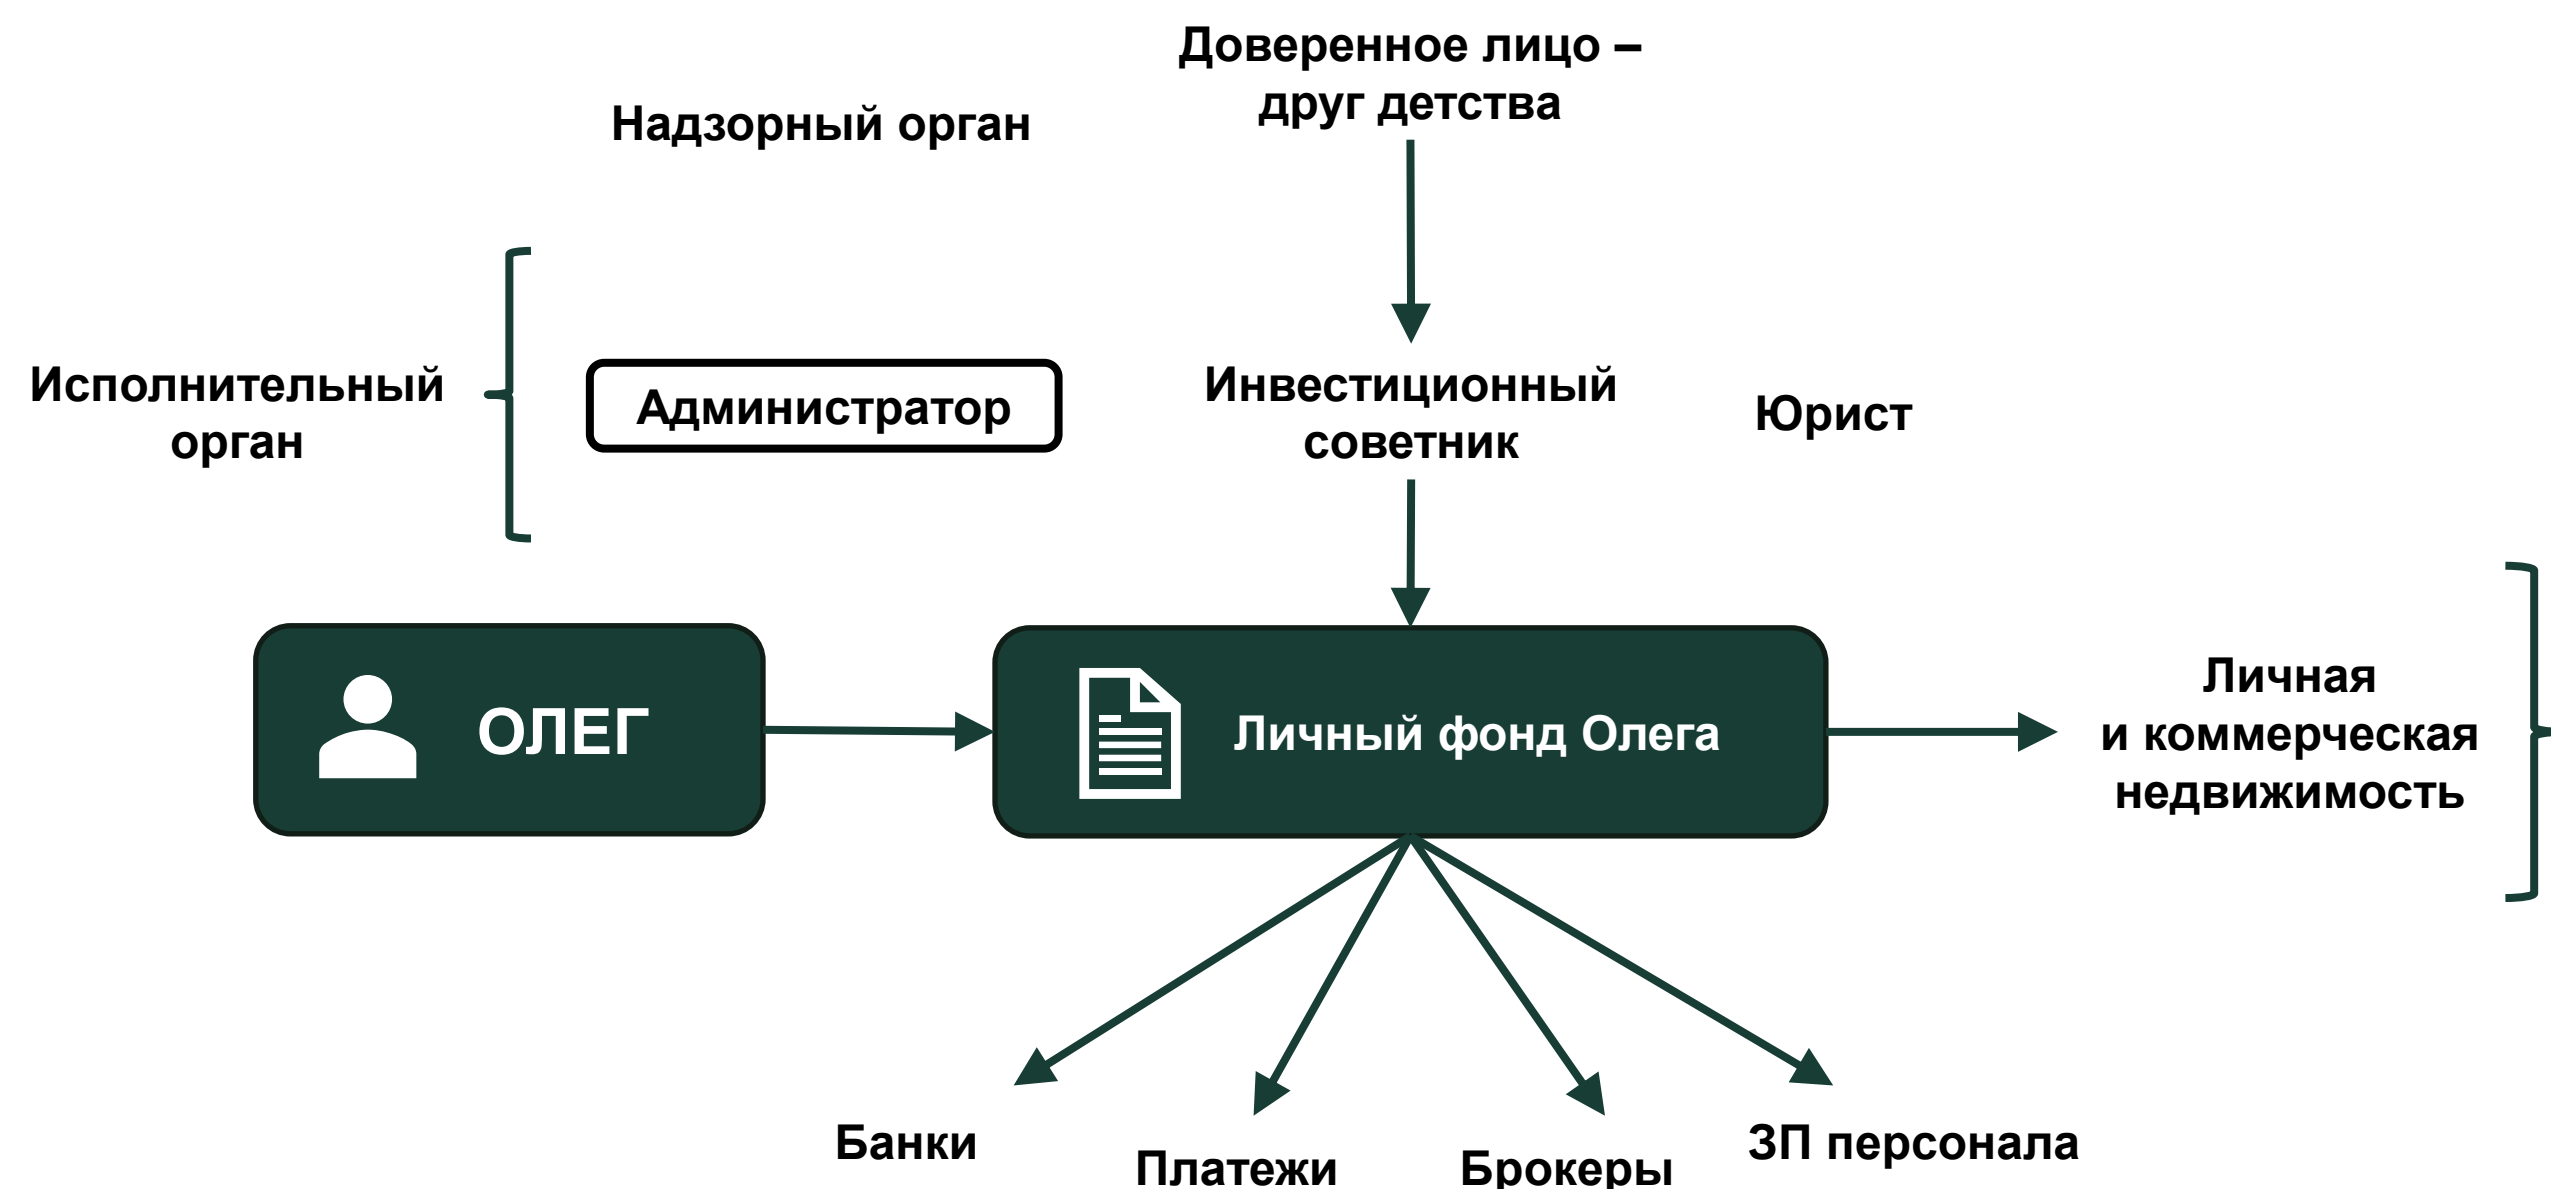 Доверенное лицо –
друг детства
Надзорный орган
Исполнительный
орган
Администратор
Инвестиционный
советник
Юрист
ОЛЕГ
Личный фонд Олега
Личная
и коммерческая
недвижимость
Банки
Платежи
Брокеры
ЗП персонала